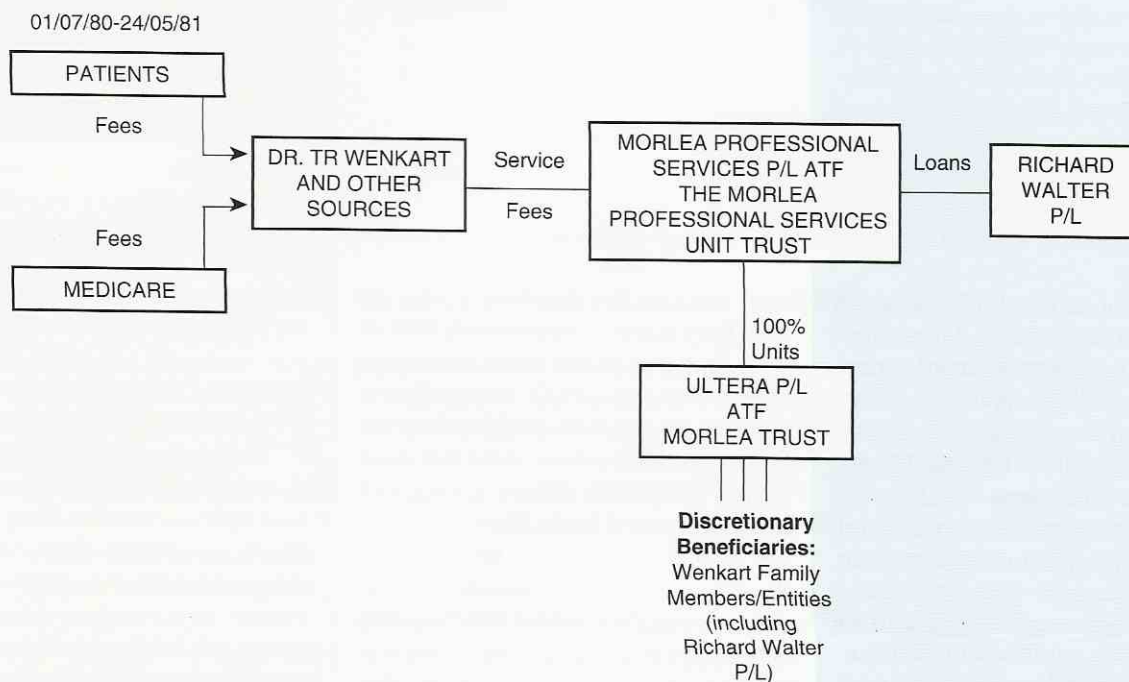 01/07/80-24/05/81
PATIENTS
Fees
DR. TR WENKART
AND OTHER
SOURCES
Fees
MEDICARE
Service
Fees
MORLEA PROFESSIONAL
SERVICES P/L ATF
THE MORLEA
PROFESSIONAL SERVICES
UNIT TRUST
Loans
RICHARD
WALTER
P/L
100%
Units
ULTERA P/L
ATF
MORLEA TRUST
Discretionary
Beneficiaries:
Wenkart Family
Members/Entities
(including
Richard Walter
P/L)